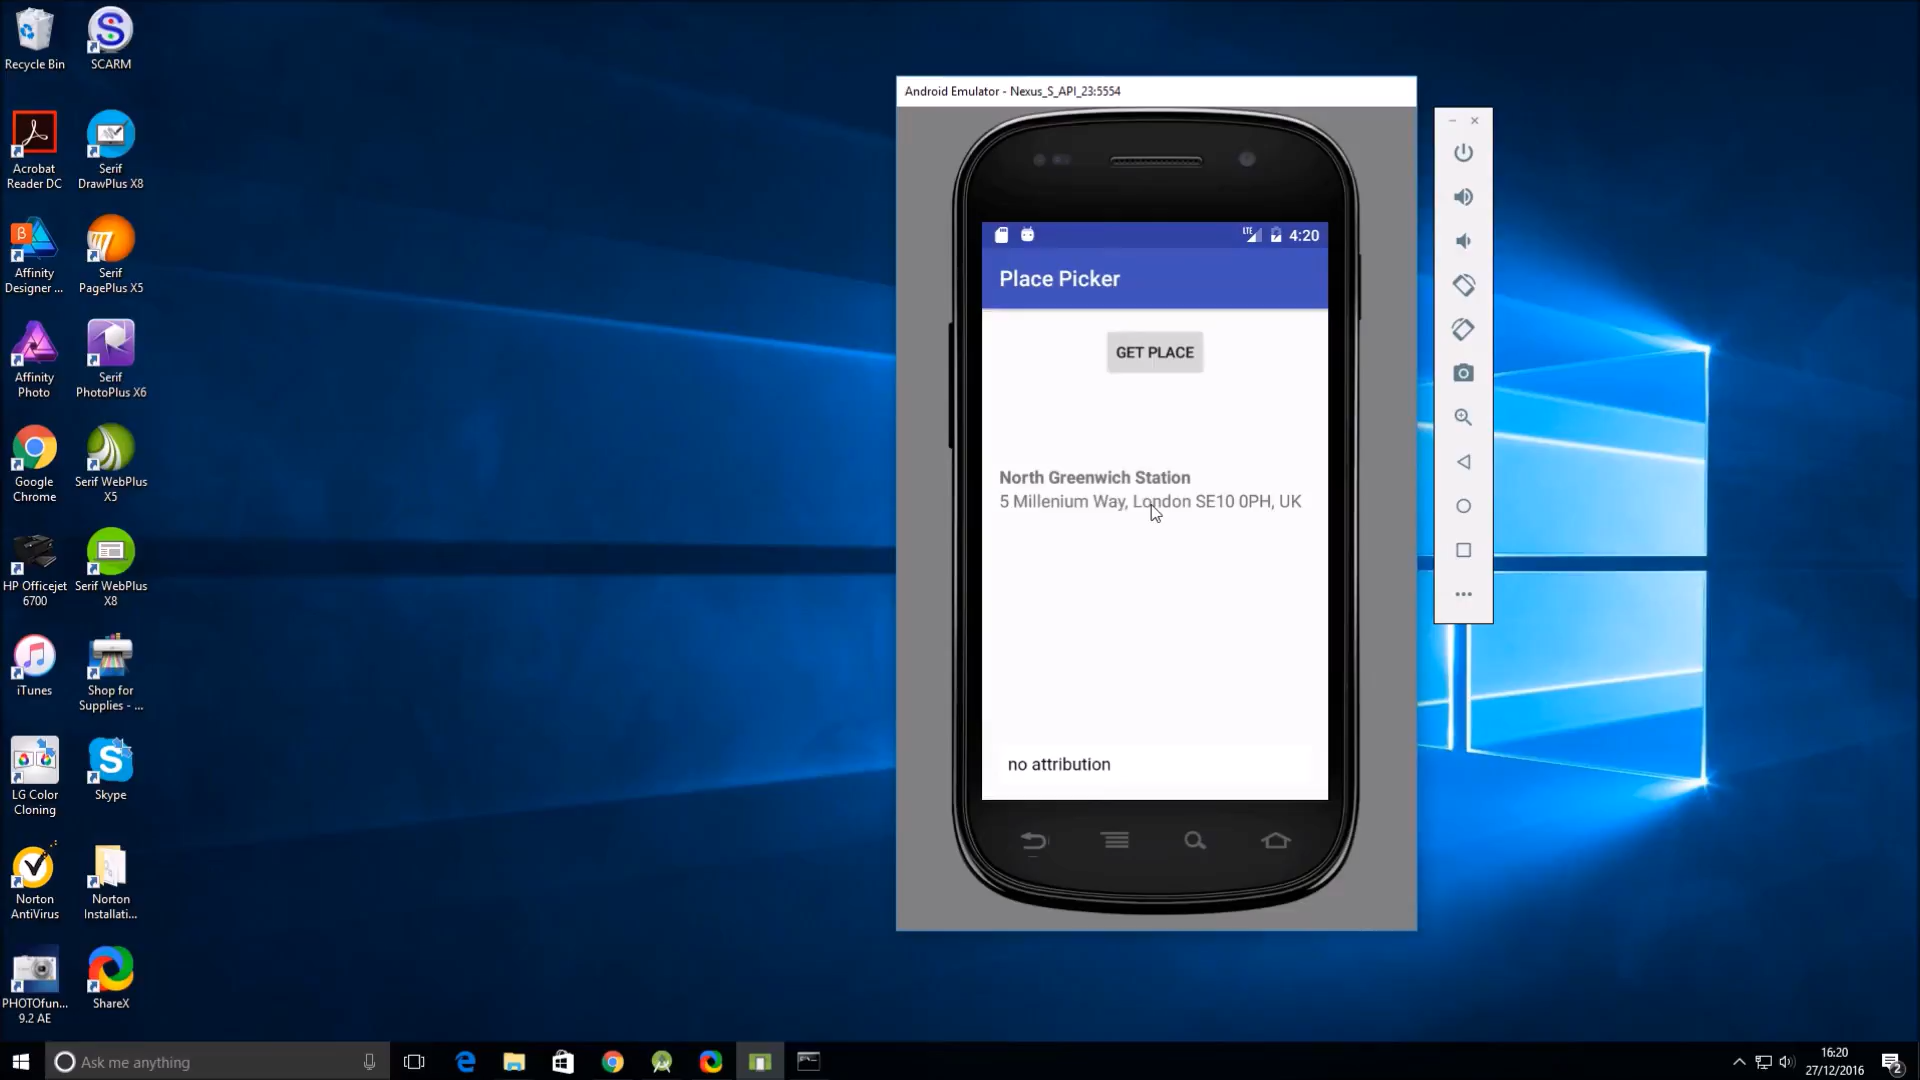 Recycle Bin
SCARM
Acrobat
Reader DC
Serif
DrawPlus X8
Affinity
Designer ...
Serif
PagePlus X5
Affinity
Photo
Serif
PhotoPlus X6
Google
Chrome
Serif WebPlus
X5
HP Officejet
6700
Serif WebPlus
X8
iTunes
Shop for
Supplies - ...
LG Color
Cloning
Skype
Norton
AntiVirus
Norton
Installati...
PHOTOfun...
9.2 AE
ShareX
Android Emulator - Nexus_S_API_23:5554
LTE
4:20
Place Picker
GET PLACE
North Greenwich Station
5 Millenium Way, London SE10 0PH, UK
no attribution
Ask me anything
16:20
27/12/2016
2